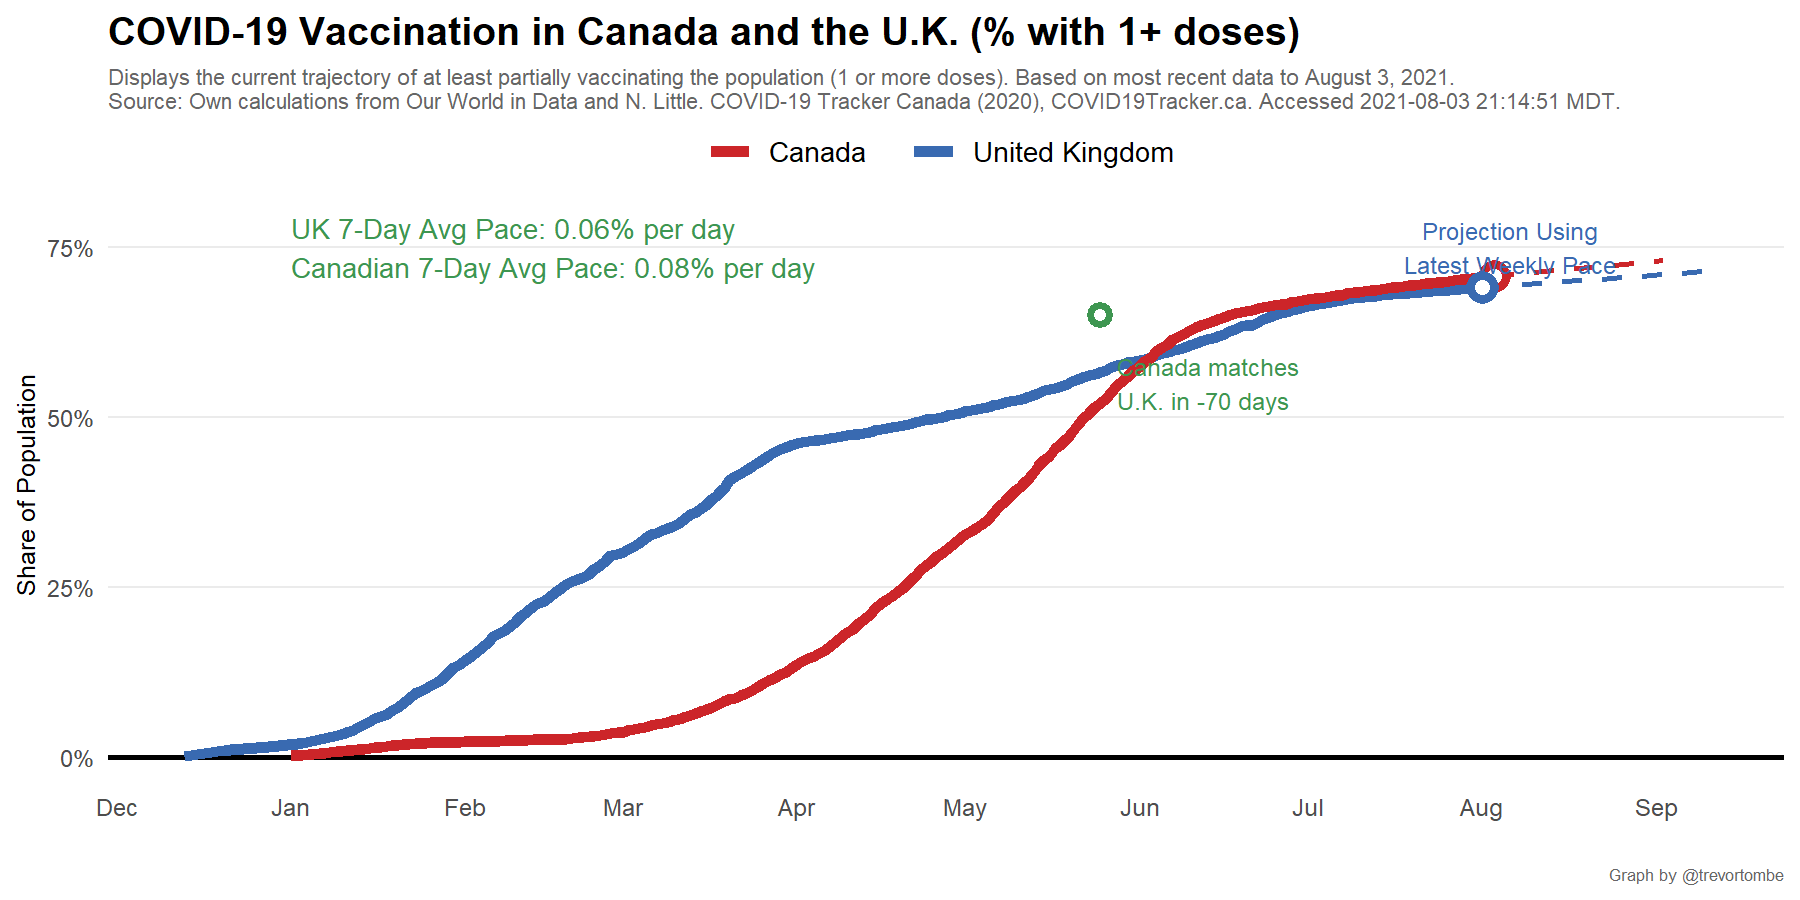 COVID-19 Vaccination in Canada and the U.K. (% with 1+ doses)
Displays the current trajectory of at least partially vaccinating the population (1 or more doses). Based on most recent data to August 3, 2021.
Source: Own calculations from Our World in Data and N. Little. COVID-19 Tracker Canada (2020), COVID19Tracker.ca. Accessed 2021-08-03 21:14:51 MDT.
Canada
United Kingdom
UK 7-Day Avg Pace: 0.06% per day
Canadian 7-Day Avg Pace: 0.08% per day
Projection Using
Latest Weekly Pace
Canada matches
U.K. in -70 days
Share of Population
75%
50%
25%
0%
Dec
Jan
Feb
Mar
Apr
May
Jun
Jul
Aug
Sep
Graph by @trevortombe